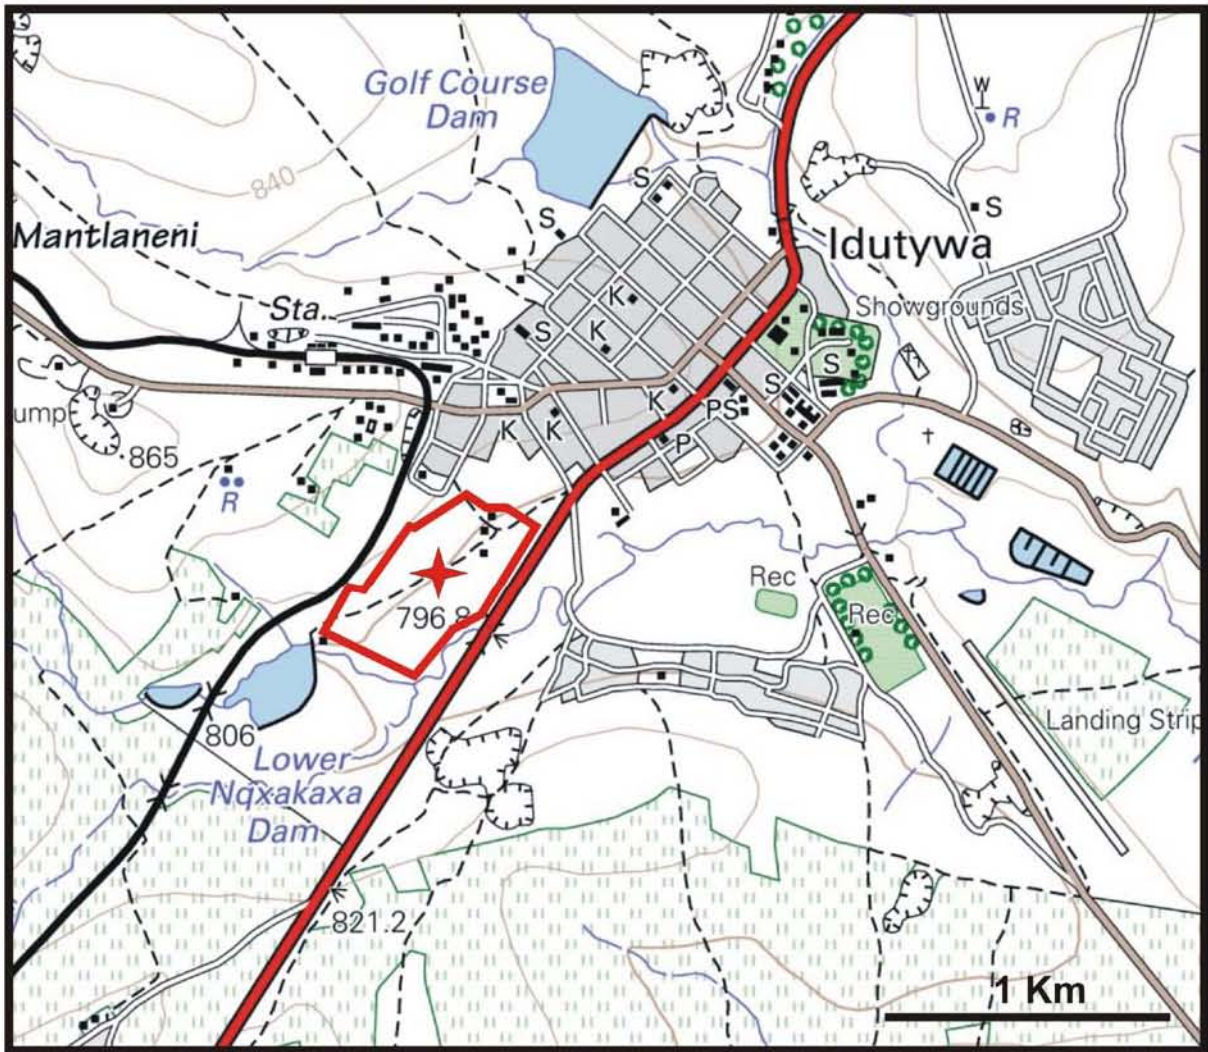 Golf Course
Dam
W
R
840
S
S
S
Mantlaneni
Idutywa
Sta.
K
Showgrounds
S
K
S
S
ump
K
PS
K
K
P
865
R
Rec
796.8
Rec
806
Landing Strip
Lower
Nqxakaxa
Dam
821.2
1 Km